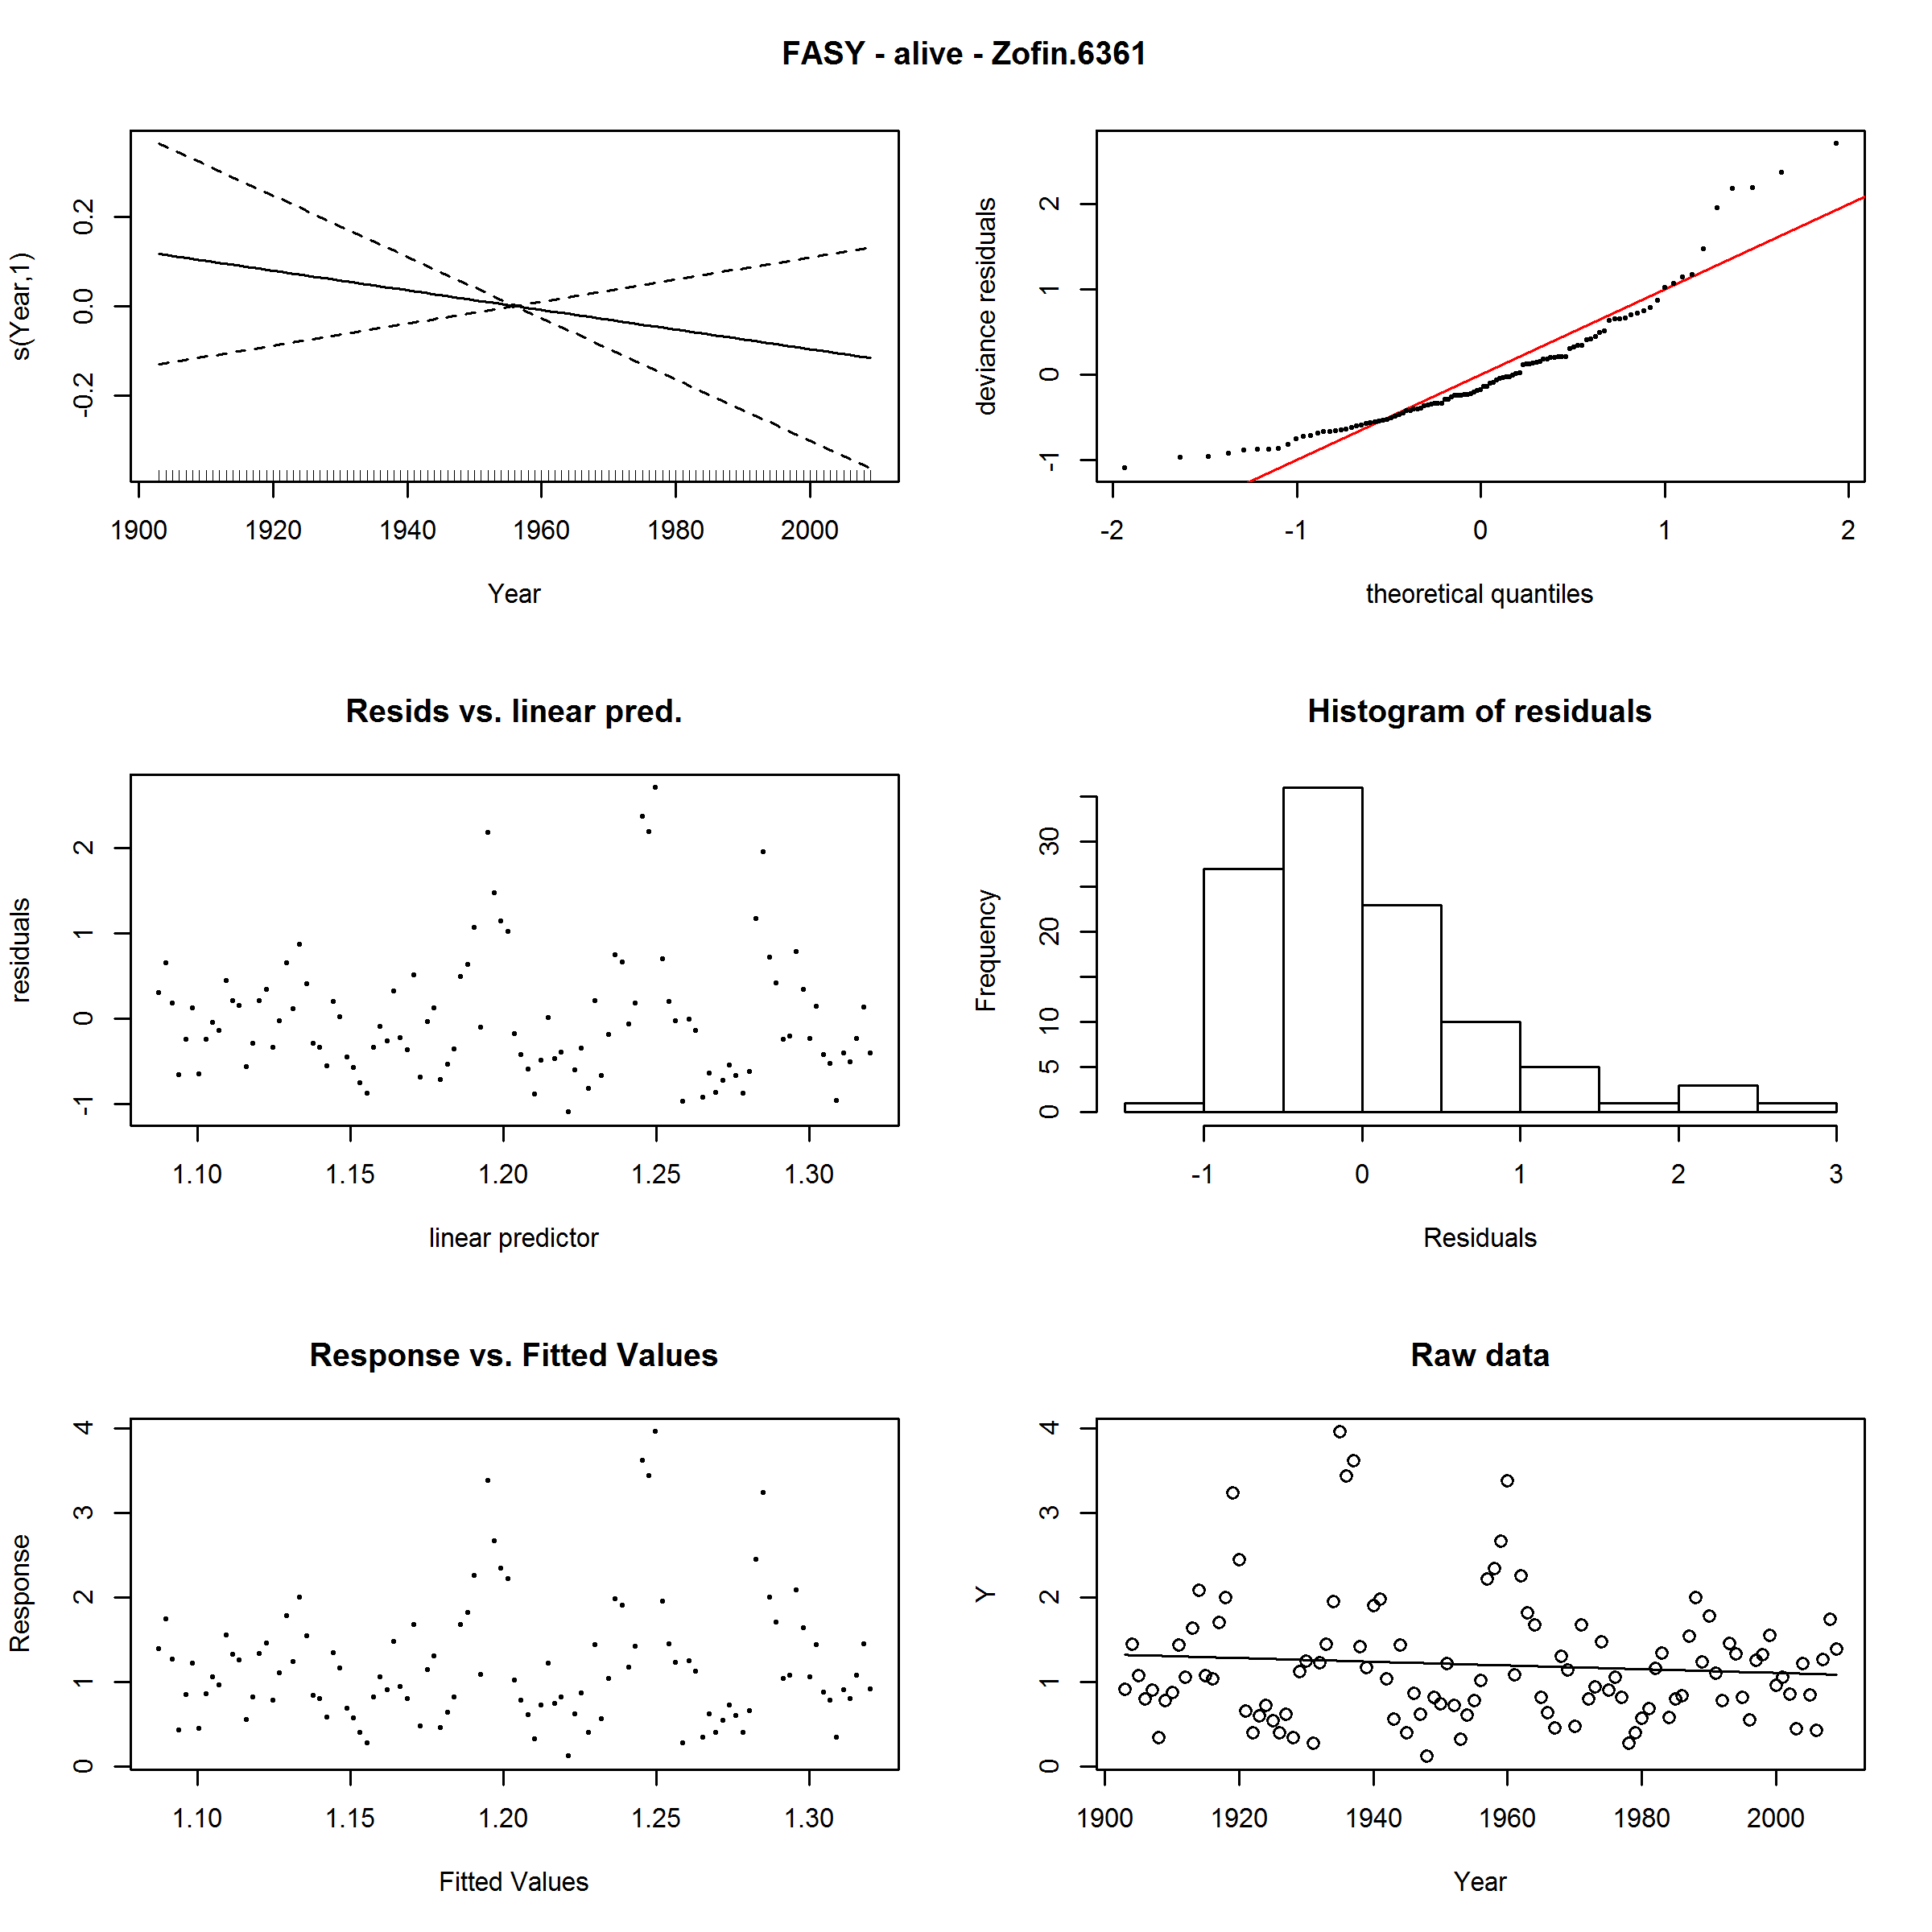 FASY - alive - Zofin.6361
s(Year,1)
-0.2 0.0 0.2
1900 1920 1940 1960 1980 2000
Year
deviance residuals
-1 0 1 2
-2 -1 0 1 2
theoretical quantiles
Resids vs. linear pred.
residuals
-1 0 1 2
1.10 1.15 1.20 1.25 1.30
linear predictor
Histogram of residuals
Frequency
0 5 10 20 30
-1 0 1 2 3
Residuals
Response vs. Fitted Values
Response
0 1 2 3 4
1.10 1.15 1.20 1.25 1.30
Fitted Values
Raw data
Y
0 1 2 3 4
1900 1920 1940 1960 1980 2000
Year